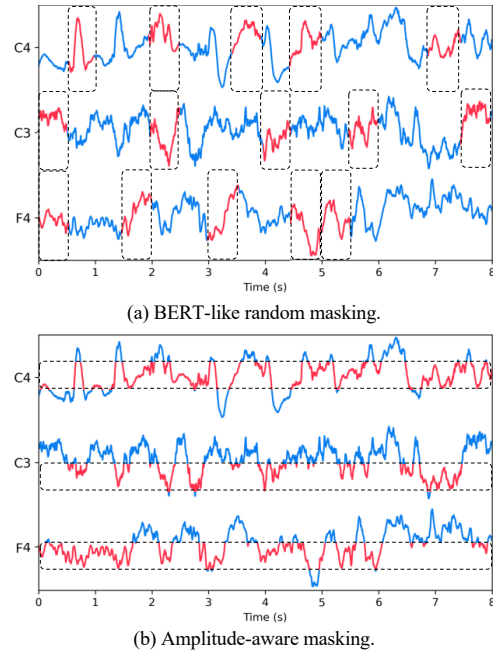 C4
C3
F4
0 1 2 3 4 5 6 7 8
Time (s)
(a) BERT-like random masking.
C4
C3
F4
0 1 2 3 4 5 6 7 8
Time (s)
(b) Amplitude-aware masking.